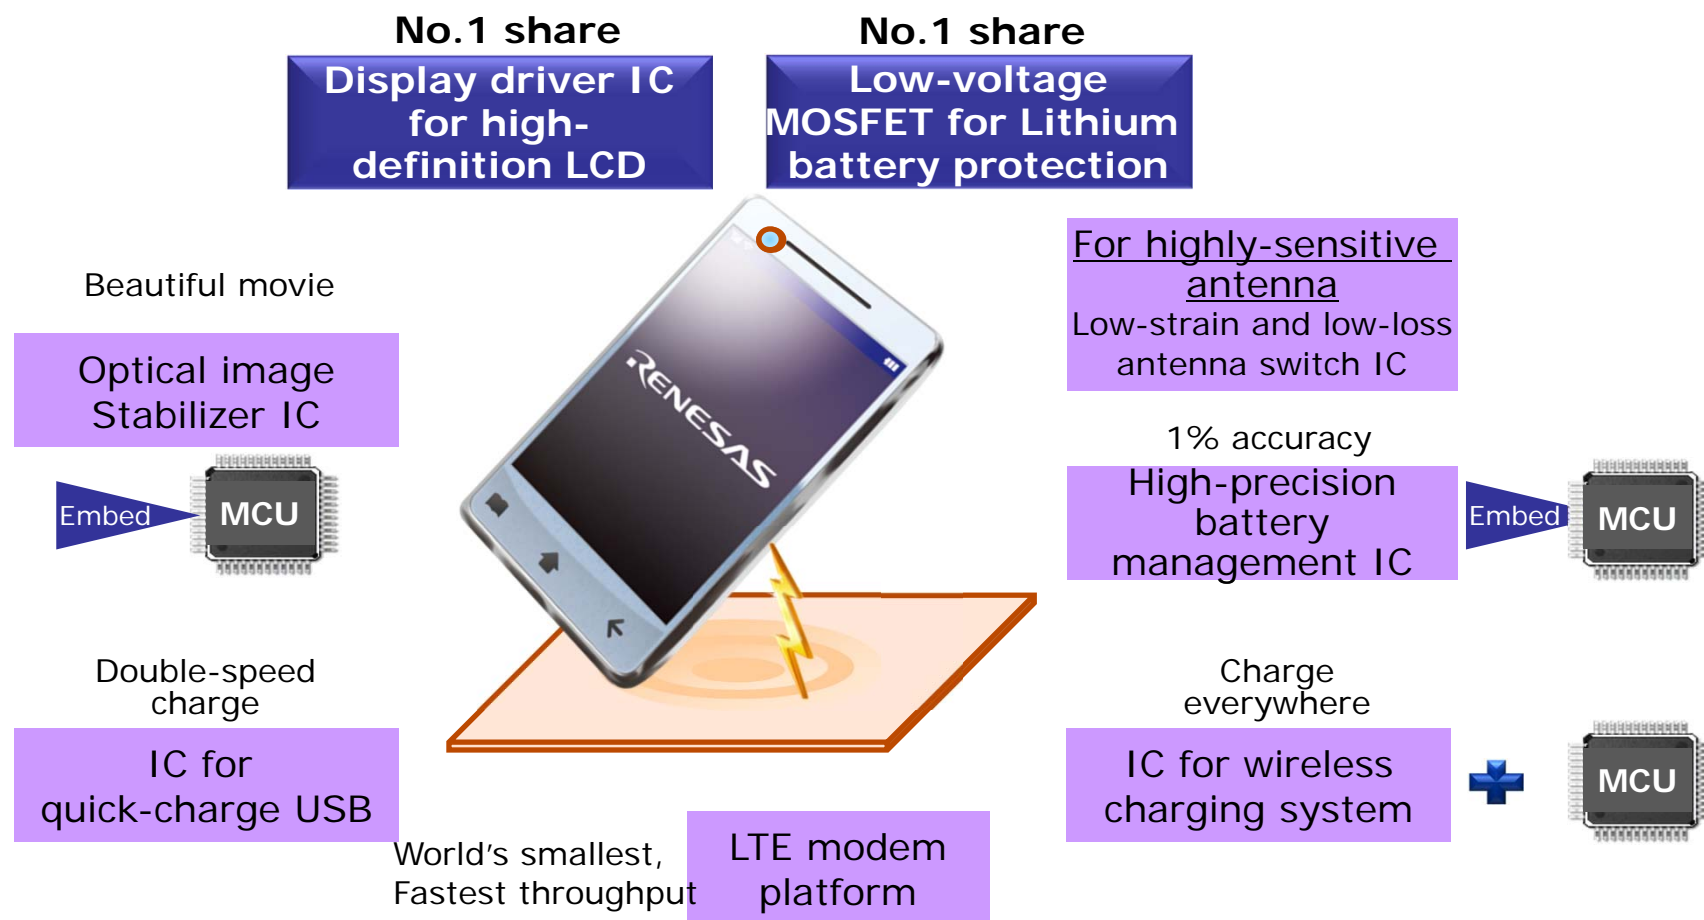 No.1 share
Display driver IC
for high-
definition LCD
No.1 share
Low-voltage
MOSFET for Lithium
battery protection
Beautiful movie
Optical image
Stabilizer IC
Embed
MCU
Double-speed
charge
IC for
quick-charge USB
RENESAS
World's smallest,
Fastest throughput
LTE modem
platform
For highly-sensitive
antenna
Low-strain and low-loss
antenna switch IC
1% accuracy
High-precision
battery
management IC
Embed
MCU
Charge
everywhere
IC for wireless
charging system
MCU